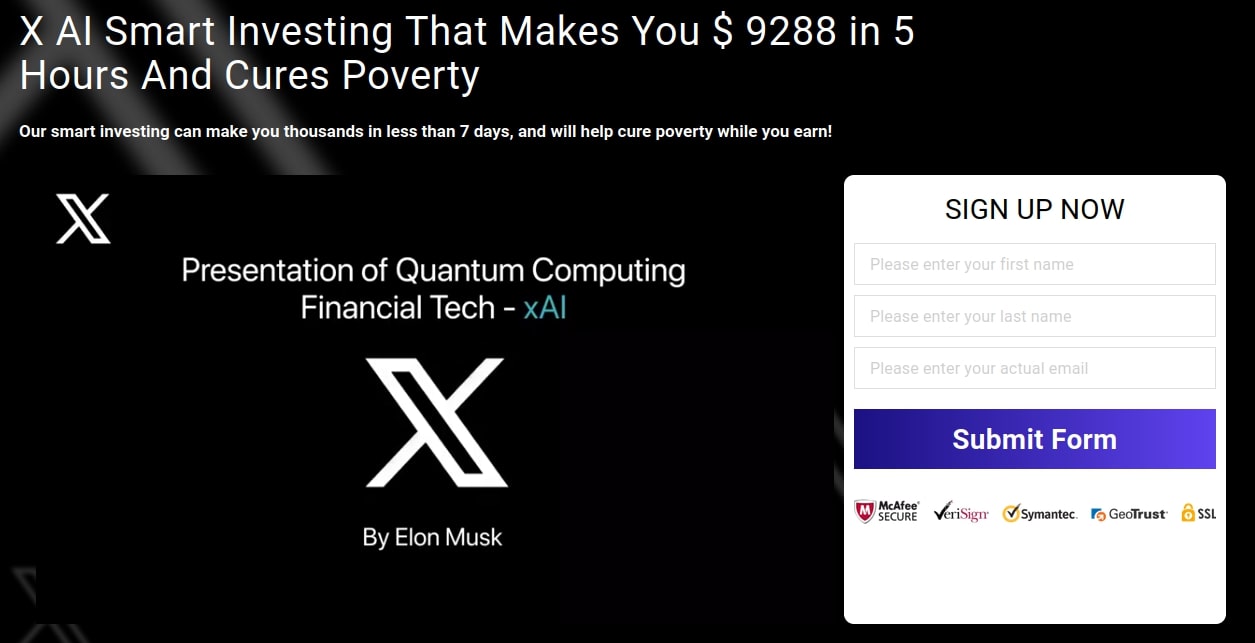 X AI Smart Investing That Makes You $ 9288 in 5
Hours And Cures Poverty
Our smart investing can make you thousands in less than 7 days, and will help cure poverty while you earn!
Presentation of Quantum Computing
Financial Tech - xAI
By Elon Musk
SIGN UP NOW
Please enter your first name
Please enter your last name
Please enter your actual email
Submit Form
McAfee SECURE
VeriSign
Symantec.
GeoTrust
SSL